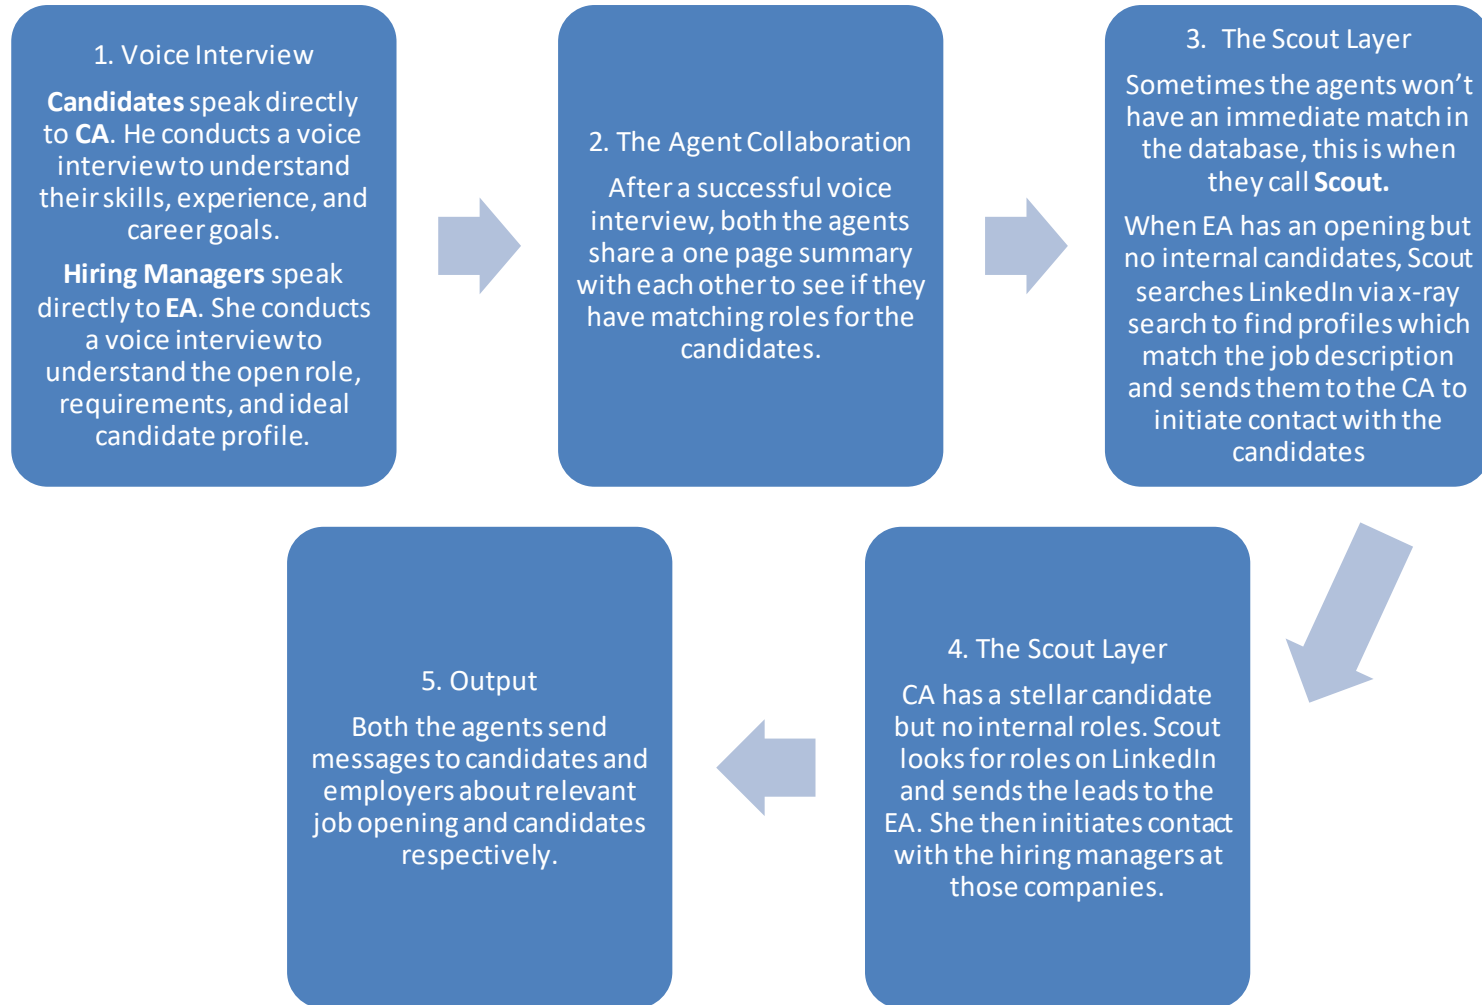 1. Voice Interview
Candidates speak directly
to CA. He conducts a voice
interview to understand
their skills, experience, and
career goals.
Hiring Managers speak
directly to EA. She conducts
a voice interview to
understand the open role,
requirements, and ideal
candidate profile.
2. The Agent Collaboration
After a successful voice
interview, both the agents
share a one page summary
with each other to see if they
have matching roles for the
candidates.
3. The Scout Layer
Sometimes the agents won’t
have an immediate match in
the database, this is when
they call Scout.
When EA has an opening but
no internal candidates, Scout
searches LinkedIn via x-ray
search to find profiles which
match the job description
and sends them to the CA to
initiate contact with the
candidates
4. The Scout Layer
CA has a stellar candidate
but no internal roles. Scout
looks for roles on LinkedIn
and sends the leads to the
EA. She then initiates contact
with the hiring managers at
those companies.
5. Output
Both the agents send
messages to candidates and
employers about relevant
job opening and candidates
respectively.